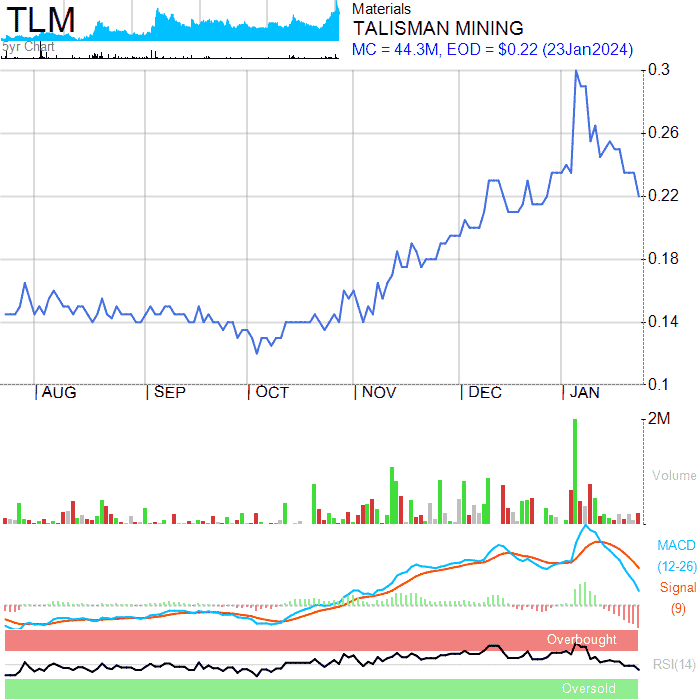 TLM
5yr Chart
Materials
TALISMAN MINING
MC = 44.3M, EOD = $0.22 (23Jan2024)
0.3
0.26
0.22
0.18
0.14
0.1
AUG SEP OCT NOV DEC JAN
2M
Volume
MACD
(12-26)
Signal
(9)
Overbought
RSI(14)
Oversold